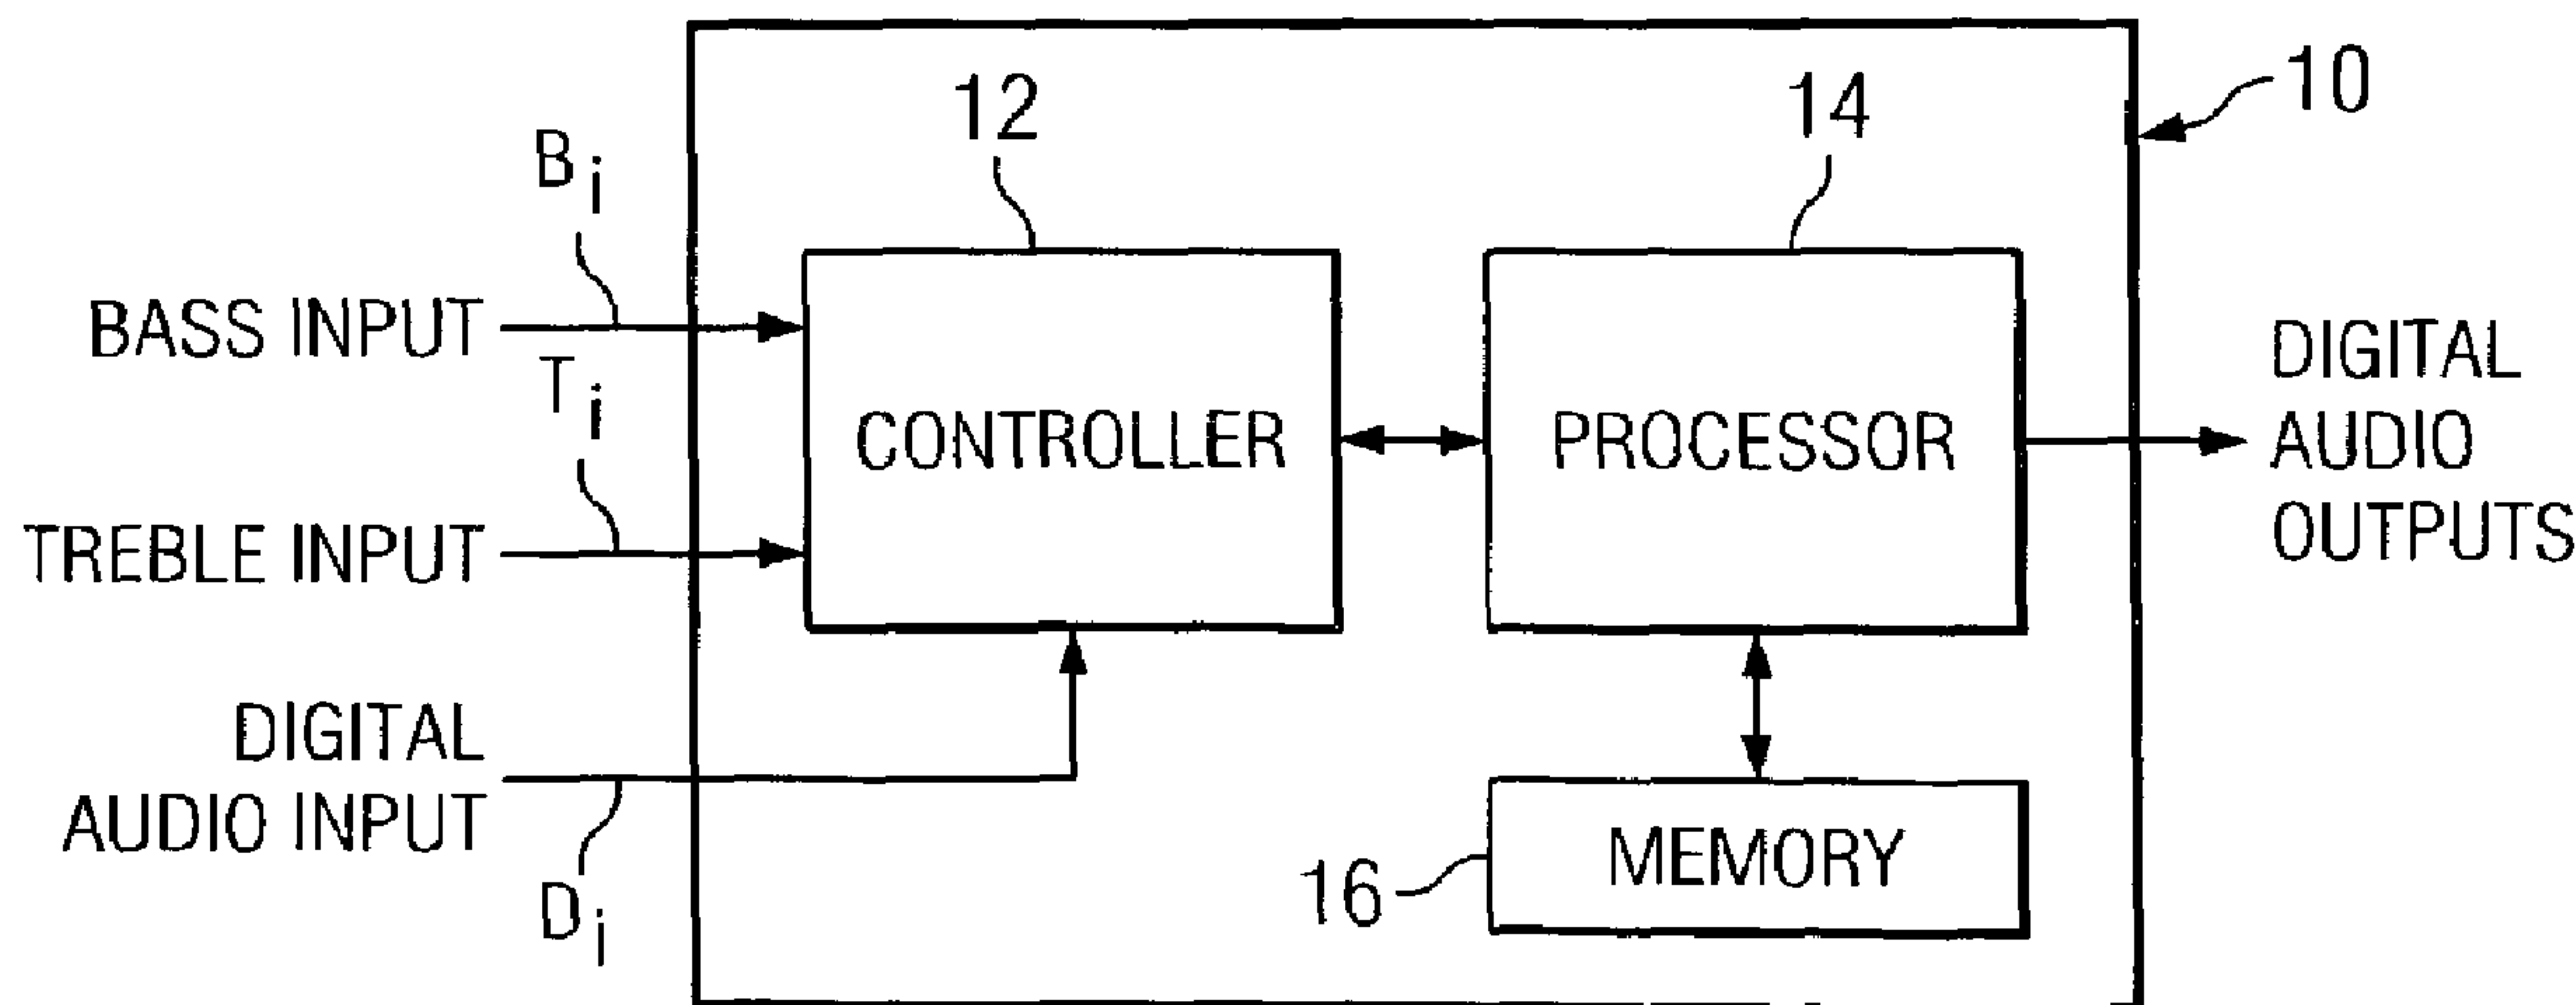 10
12
14
B i
BASS INPUT
T i
TREBLE INPUT
DIGITAL
AUDIO INPUT
D i
CONTROLLER
PROCESSOR
16
MEMORY
DIGITAL
AUDIO
OUTPUTS